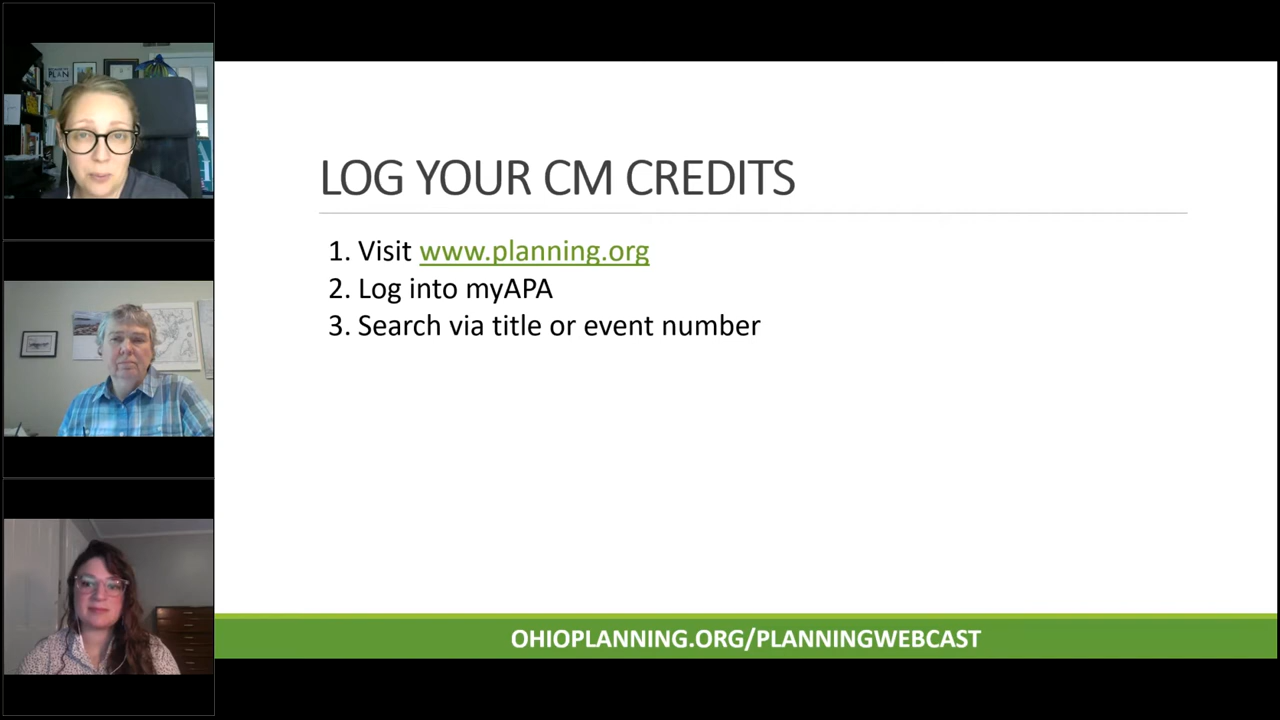 PLAN
LOG YOUR CM CREDITS
1. Visit www.planning.org
2. Log into myAPA
3. Search via title or event number
OHIOPLANNING.ORG/PLANNINGWEBCAST